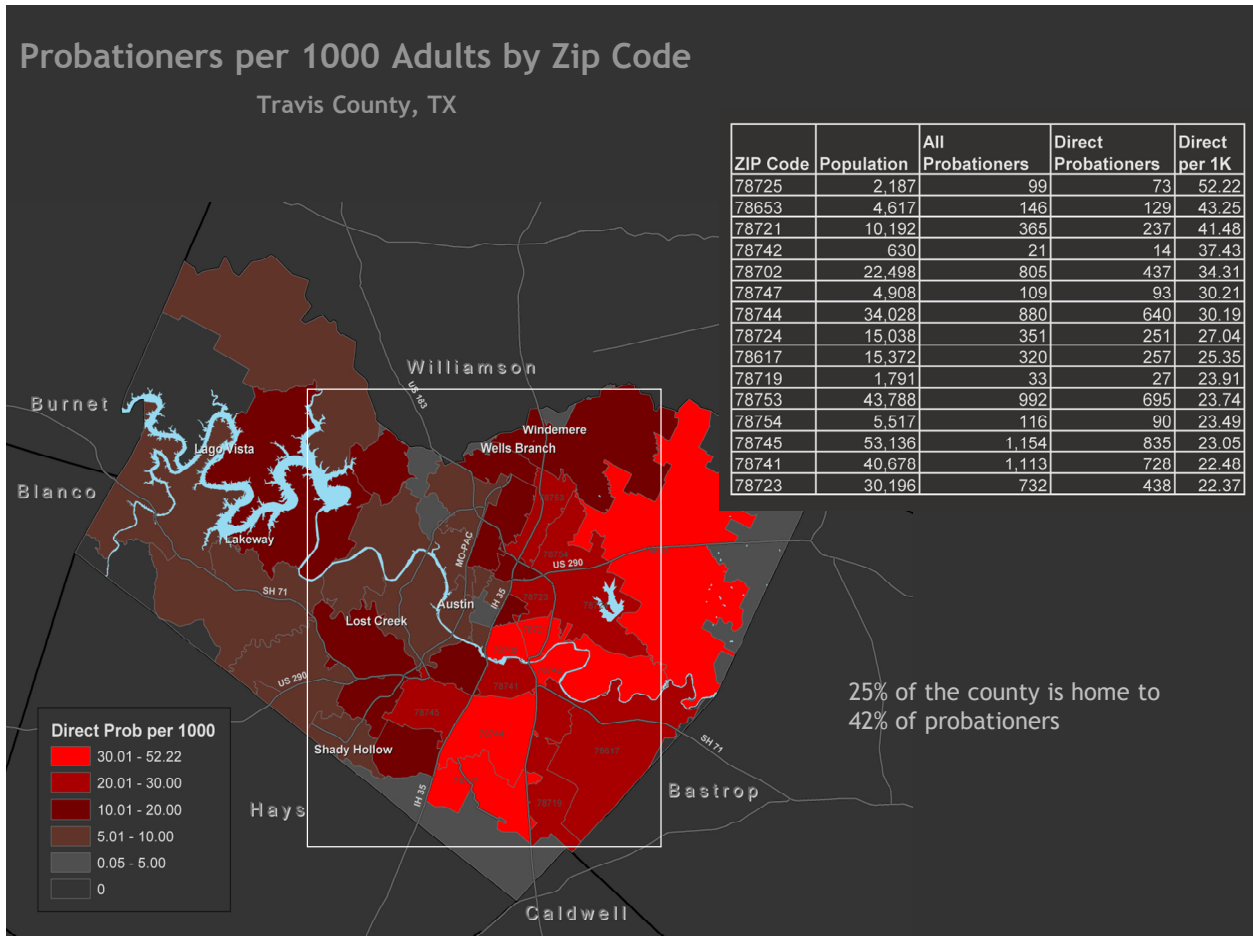 Probationers per 1000 Adults by Zip Code
Travis County, TX
ZIP Code Population All Probationers Direct Probationers Direct per 1K
78725 2,187 99 73 52.22
78653 4,617 146 129 43.25
78721 10,192 365 237 41.48
78742 630 21 14 37.43
78702 22,498 805 437 34.31
78747 4,908 109 93 30.21
78744 34,028 880 640 30.19
78724 15,038 351 251 27.04
78617 15,372 320 257 25.35
78719 1,791 33 27 23.91
78753 43,788 992 695 23.74
78754 5,517 116 90 23.49
78745 53,136 1,154 835 23.05
78741 40,678 1,113 728 22.48
78723 30,196 732 438 22.37
Williamson
US 183
Burnet
Windemere
Wells Branch
Lago Vista
Blanco
78753
Lakeway
MO-PAC
78754
US 290
SH 71
IH 35
78723
Austin
Lost Creek
US 290
78741
78745
78744
Shady Hollow
78617
SH 71
IH 35
78719
Hays
Bastrop
Caldwell
25% of the county is home to
42% of probationers
Direct Prob per 1000
30.01 - 52.22
20.01 - 30.00
10.01 - 20.00
5.01 - 10.00
0.05 - 5.00
0